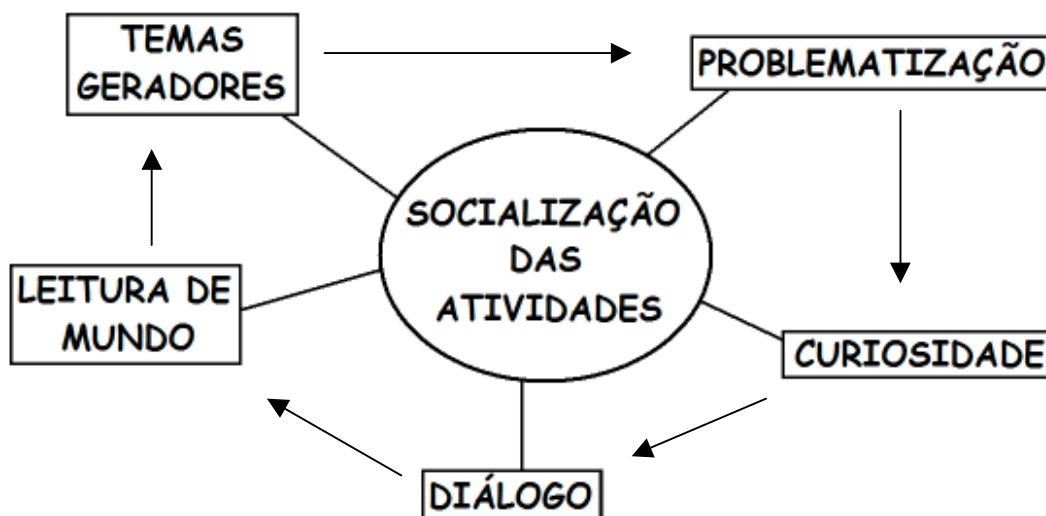 TEMAS
GERADORES
PROBLEMATIZAÇÃO
SOCIALIZAÇÃO
DAS
ATIVIDADES
LEITURA DE
MUNDO
CURIOSIDADE
DIÁLOGO